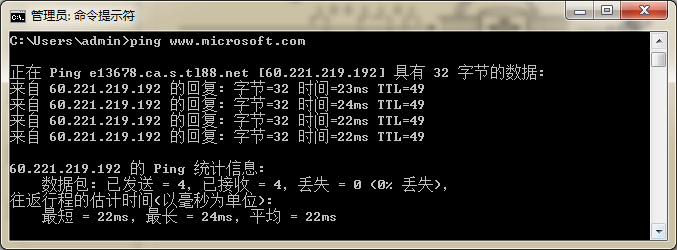 管理员: 命令提示符
C:\Users\admin>ping www.microsoft.com
正在 Ping e13678.ca.s.tl88.net [60.221.219.192] 具有 32 字节的数据:
来自 60.221.219.192 的回复: 字节=32 时间=23ms TTL=49
来自 60.221.219.192 的回复: 字节=32 时间=24ms TTL=49
来自 60.221.219.192 的回复: 字节=32 时间=22ms TTL=49
来自 60.221.219.192 的回复: 字节=32 时间=22ms TTL=49
60.221.219.192 的 Ping 统计信息:
数据包: 已发送 = 4, 已接收 = 4, 丢失 = 0 (0% 丢失),
往返行程的估计时间(以毫秒为单位):
最短 = 22ms, 最长 = 24ms, 平均 = 22ms